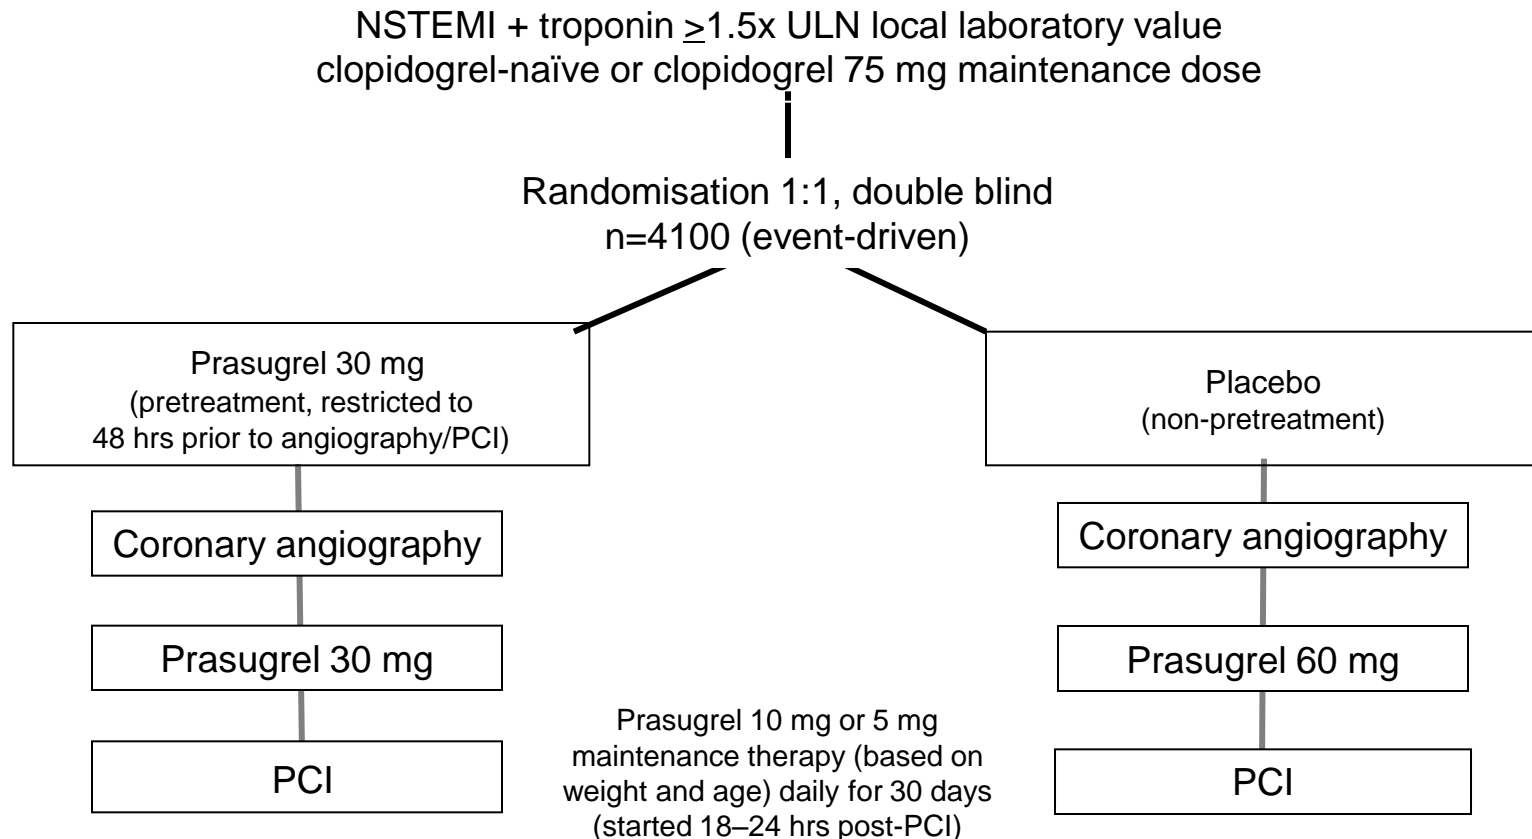 NSTEMI + troponin ≥1.5x ULN local laboratory value
clopidogrel-naïve or clopidogrel 75 mg maintenance dose
Randomisation 1:1, double blind
n=4100 (event-driven)
Prasugrel 30 mg
(pretreatment, restricted to
48 hrs prior to angiography/PCI)
Placebo
(non-pretreatment)
Coronary angiography
Coronary angiography
Prasugrel 30 mg
Prasugrel 60 mg
PCI
Prasugrel 10 mg or 5 mg
maintenance therapy (based on
weight and age) daily for 30 days
(started 18–24 hrs post-PCI)
PCI